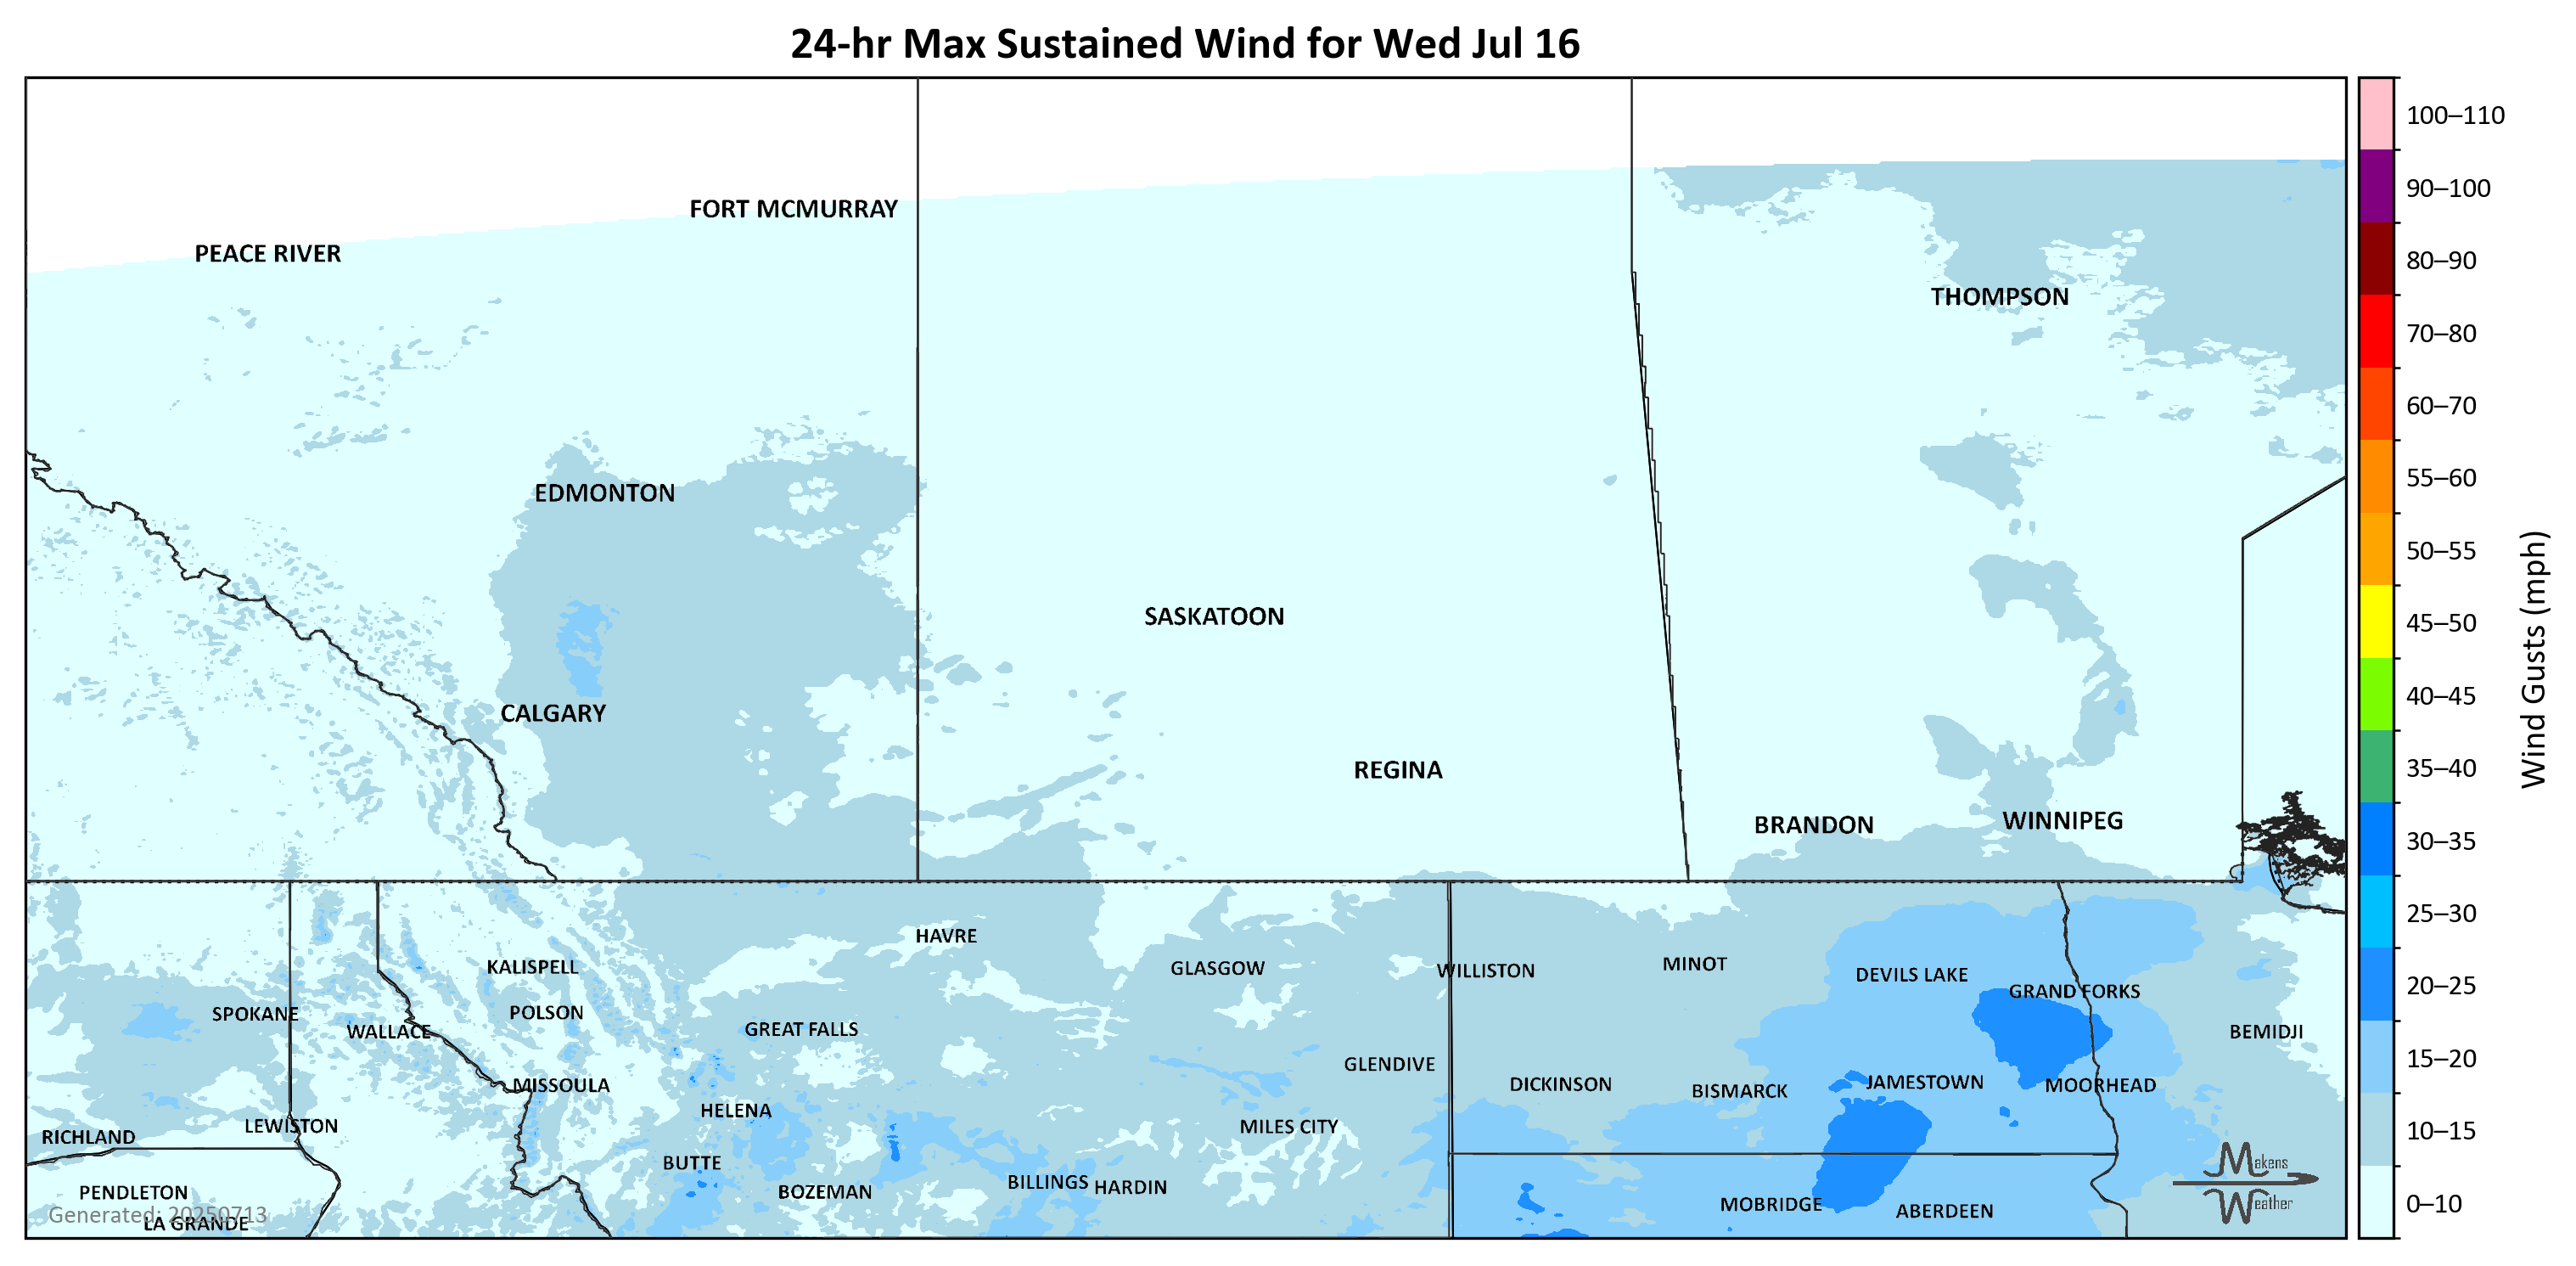 24-hr Max Sustained Wind for Wed Jul 16
FORT MCMURRAY
PEACE RIVER
THOMPSON
EDMONTON
SASKATOON
CALGARY
REGINA
BRANDON
WINNIPEG
HAVRE
KALISPELL
GLASGOW
WILLISTON
MINOT
DEVILS LAKE
GRAND FORKS
SPOKANE
POLSON
WALLACE
GREAT FALLS
BEMIDJI
GLENDIVE
MISSOULA
DICKINSON
BISMARCK
JAMESTOWN
MOORHEAD
HELENA
LEWISTON
RICHLAND
MILES CITY
BUTTE
BILLINGS
HARDIN
BOZEMAN
PENDLETON
MOBRIDGE
ABERDEEN
Generated: 20250713
LA GRANDE
Makens
Weather
100–110
90–100
80–90
70–80
60–70
55–60
50–55
45–50
40–45
35–40
30–35
25–30
20–25
15–20
10–15
0–10
Wind Gusts (mph)